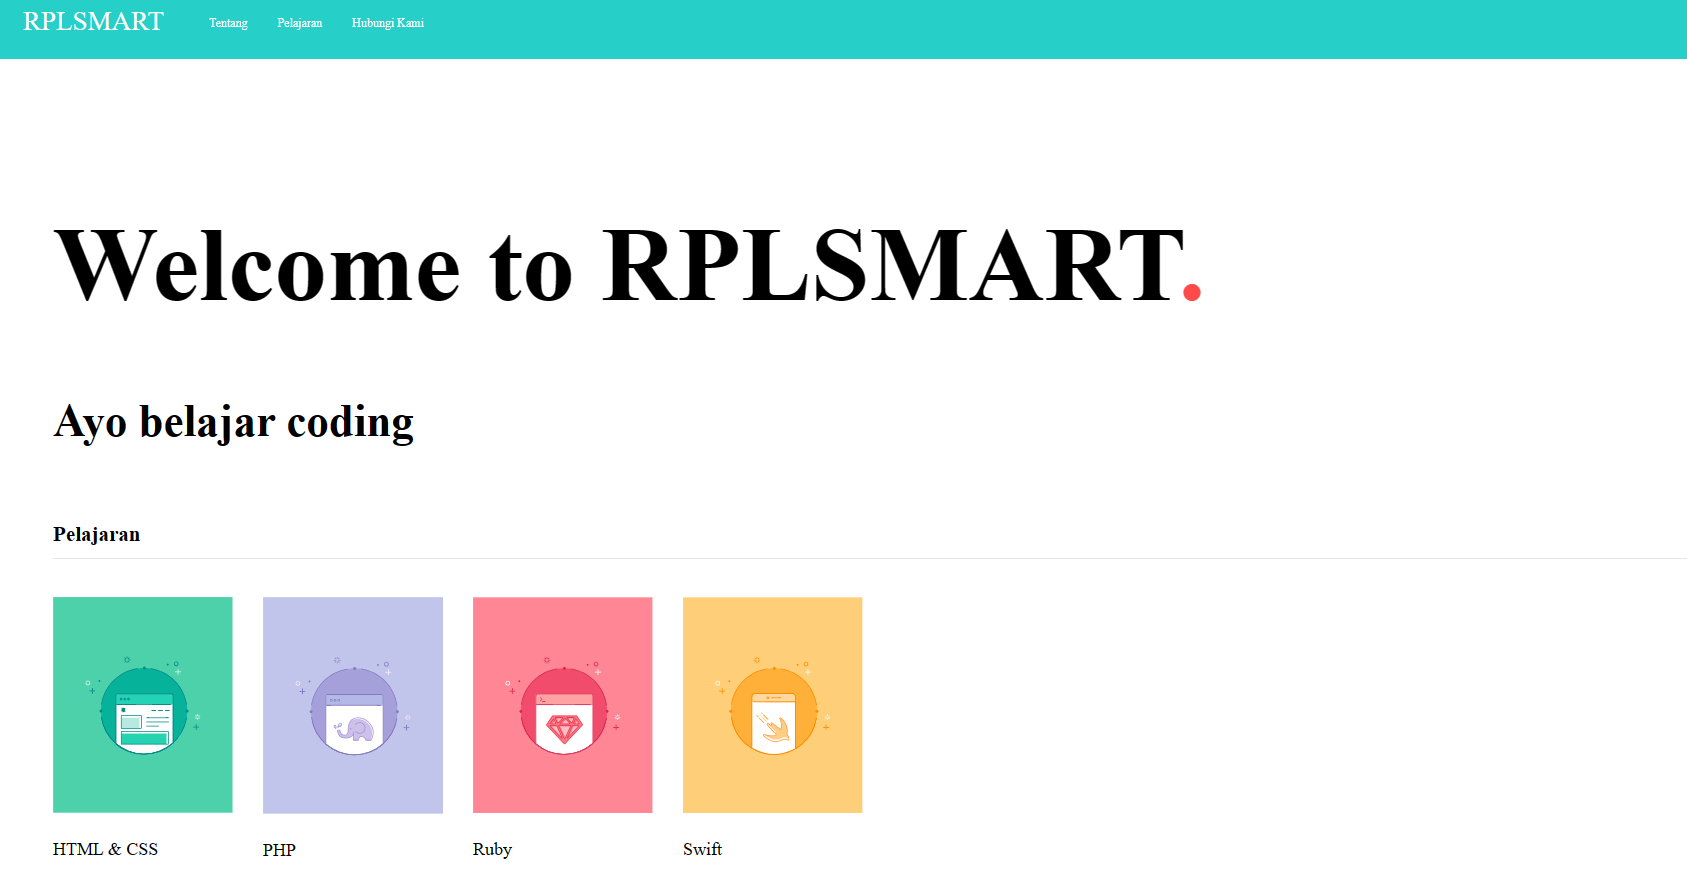 RPLSMART Tentang Pelajaran Hubungi Kami
Welcome to RPLSMART.
Ayo belajar coding
Pelajaran
HTML & CSS PHP Ruby Swift